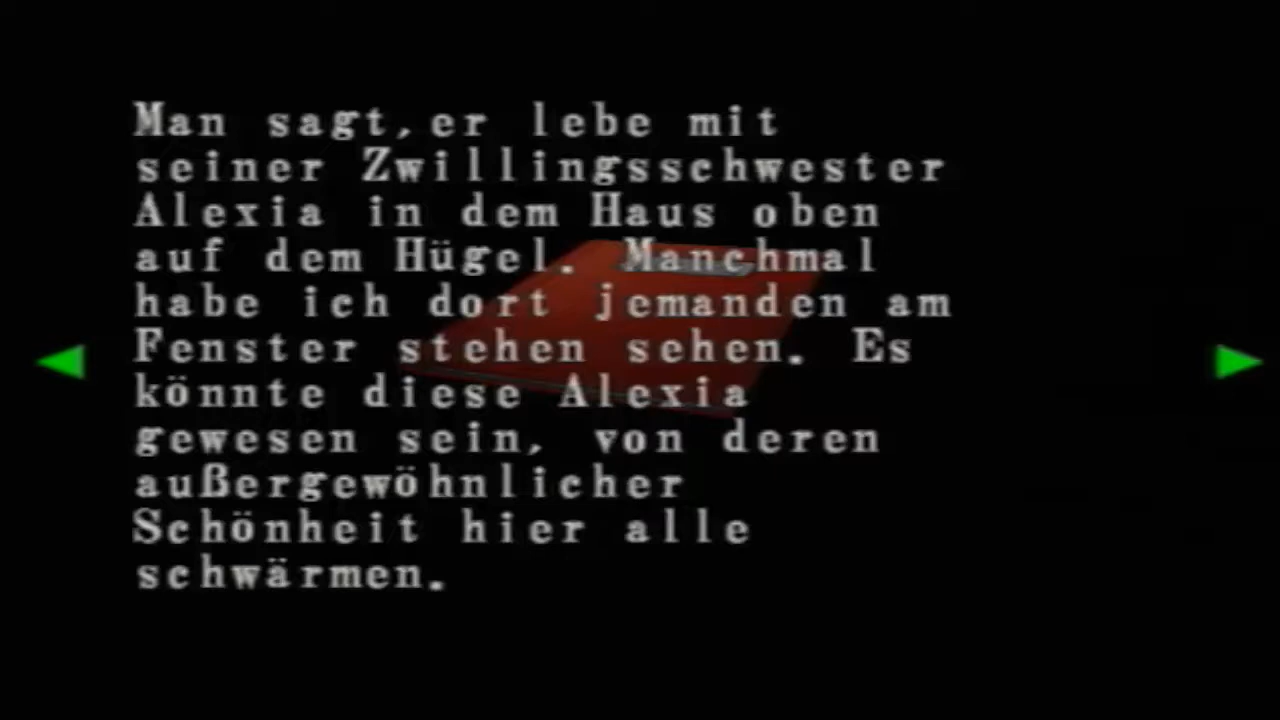 Man sagt,er lebe mit
seiner Zwillingsschwester
Alexia in dem Haus oben
auf dem Hügel. Manchmal
habe ich dort jemanden am
Fenster stehen sehen. Es
könnte diese Alexia
gewesen sein, von deren
außergewöhnlicher
Schönheit hier alle
schwärmen.